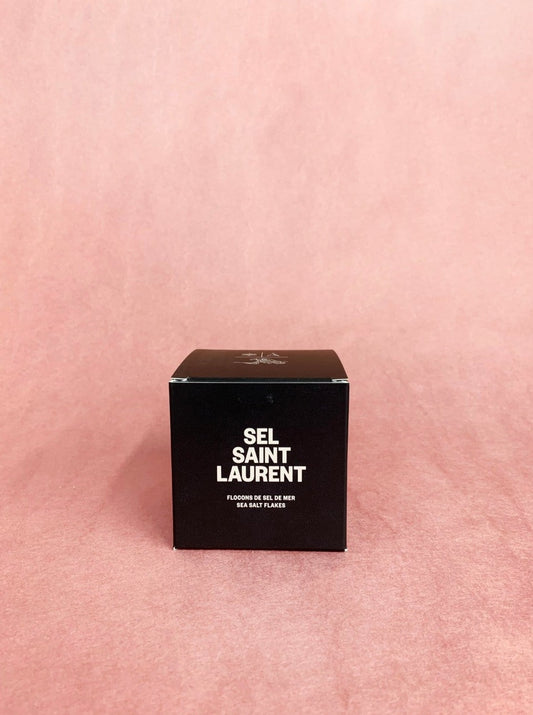 SEL
SAINT
LAURENT
FLOCONS DE SEL DE MER
SEA SALT FLAKES